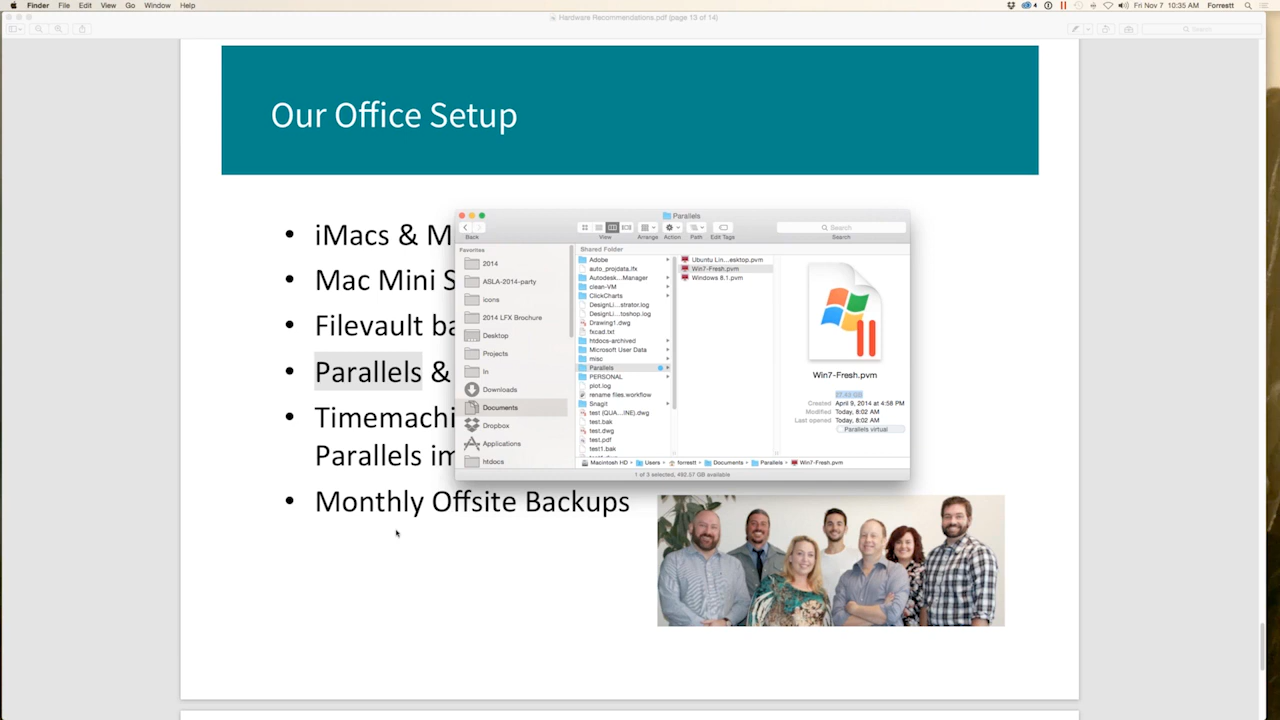 Finder File Edit View Go Window Help
4 Fri Nov 7 10:35 AM Forrestt
Hardware Recommendations.pdf (page 13 of 14)
Search
Our Office Setup
• iMacs & M
• Mac Mini S
• Filevault ba
• Parallels &
• Timemachi
Parallels im
• Monthly Offsite Backups
Parallels
Back View Arrange Action Path Edit Tags Search
Search
Favorites
2014
ASLA-2014-party
icons
2014 LFX Brochure
Desktop
Projects
In
Downloads
Documents
Dropbox
Applications
htdocs
Shared Folder
Adobe
auto_projdata.lfx
Autodesk...Manager
clean-VM
ClickCharts
DesignLi...strator.log
DesignLi...toshop.log
Drawing1.dwg
fxcad.txt
htdocs-archived
Microsoft User Data
misc
Parallels
PERSONAL
plot.log
rename files.workflow
Snagit
test (QUA...INE).dwg
test.bak
test.dwg
test.pdf
test1.bak
Ubuntu Lin...esktop.pvm
Win7-Fresh.pvm
Windows 8.1.pvm
Win7-Fresh.pvm
Created April 9, 2014 at 4:58 PM
Modified Today, 8:02 AM
Last opened Today, 8:02 AM
Parallels virtual
Macintosh HD Users forrestt Documents Parallels Win7-Fresh.pvm
1 of 3 selected, 492.07 GB available